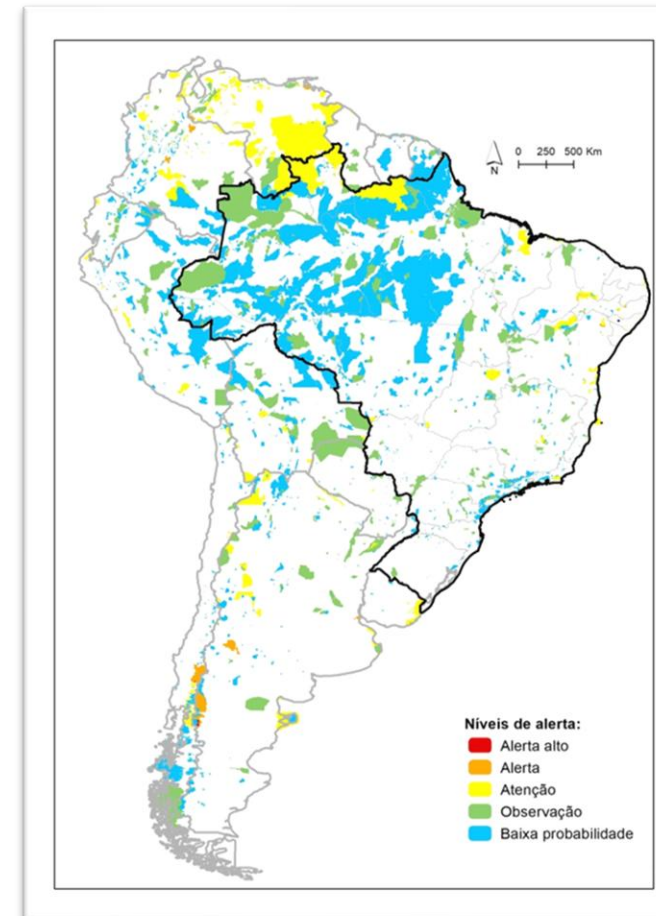 N
0 250 500 Km
Níveis de alerta:
Alerta alto
Alerta
Atenção
Observação
Baixa probabilidade